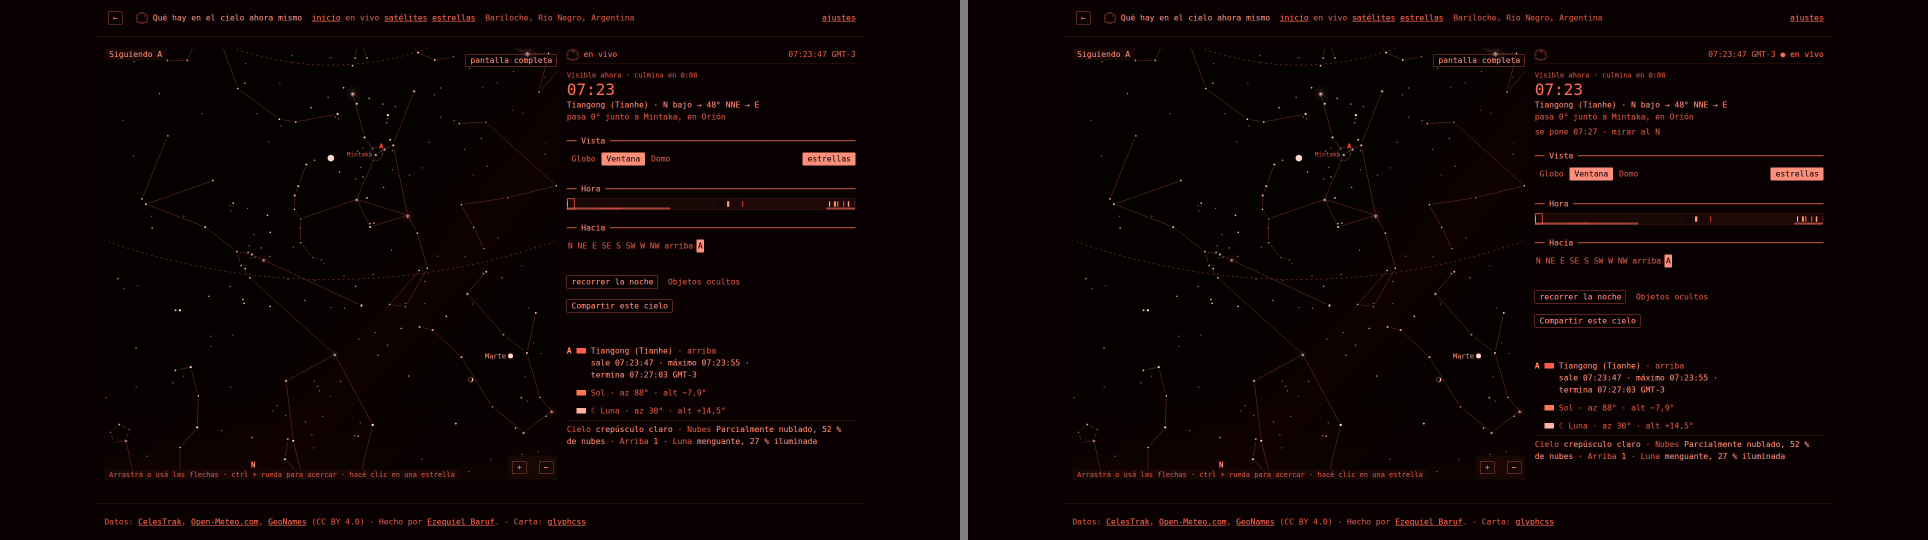 ← Qué hay en el cielo ahora mismo inicio en vivo satélites estrellas Bariloche, Rio Negro, Argentina ajustes
Siguiendo A
pantalla completa
Mintaka
A
Marte
N
Arrastrá o usá las flechas · ctrl + rueda para acercar · hacé clic en una estrella
+ −
en vivo 07:23:47 GMT-3
Visible ahora · culmina en 0:08
07:23
Tiangong (Tianhe) · N bajo → 48° NNE → E
pasa 0° junto a Mintaka, en Orión
Vista
Globo Ventana Domo estrellas
Hora
Hacia
N NE E SE S SW W NW arriba A
recorrer la noche Objetos ocultos
Compartir este cielo
A Tiangong (Tianhe) · arriba
sale 07:23:47 · máximo 07:23:55 ·
termina 07:27:03 GMT-3
Sol · az 88° · alt −7,9°
☾ Luna · az 30° · alt +14,5°
Cielo crepúsculo claro · Nubes Parcialmente nublado, 52 %
de nubes · Arriba 1 · Luna menguante, 27 % iluminada
Datos: CelesTrak, Open-Meteo.com, GeoNames (CC BY 4.0) · Hecho por Ezequiel Baruf. · Carta: glyphcss
← Qué hay en el cielo ahora mismo inicio en vivo satélites estrellas Bariloche, Rio Negro, Argentina ajustes
Siguiendo A
pantalla completa
Mintaka
A
Marte
N
Arrastrá o usá las flechas · ctrl + rueda para acercar · hacé clic en una estrella
+ −
07:23:47 GMT-3 ● en vivo
Visible ahora · culmina en 0:08
07:23
Tiangong (Tianhe) · N bajo → 48° NNE → E
pasa 0° junto a Mintaka, en Orión
se pone 07:27 · mirar al N
Vista
Globo Ventana Domo estrellas
Hora
Hacia
N NE E SE S SW W NW arriba A
recorrer la noche Objetos ocultos
Compartir este cielo
A Tiangong (Tianhe) · arriba
sale 07:23:47 · máximo 07:23:55 ·
termina 07:27:03 GMT-3
Sol · az 88° · alt −7,9°
☾ Luna · az 30° · alt +14,5°
Cielo crepúsculo claro · Nubes Parcialmente nublado, 52 %
de nubes · Arriba 1 · Luna menguante, 27 % iluminada
Datos: CelesTrak, Open-Meteo.com, GeoNames (CC BY 4.0) · Hecho por Ezequiel Baruf. · Carta: glyphcss